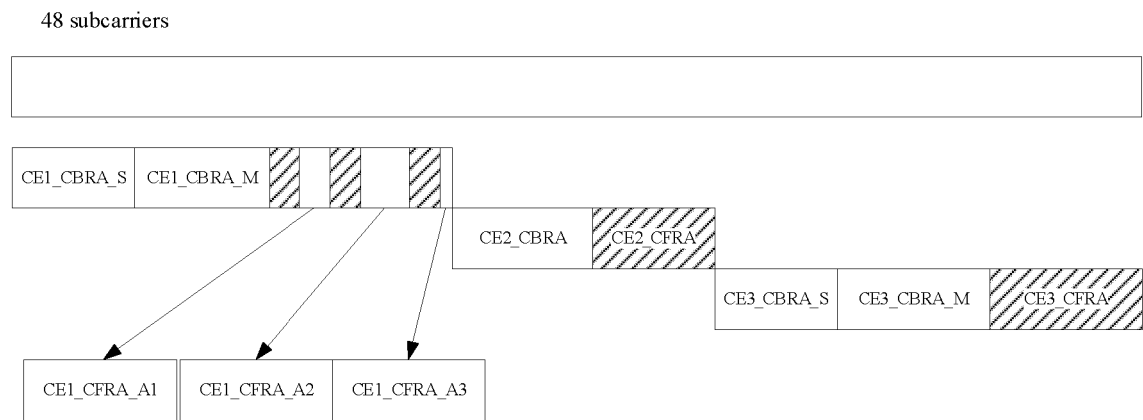 48 subcarriers
CE1_CBRA_S CE1_CBRA_M
CE2_CBRA CE2_CFRA
CE3_CBRA_S CE3_CBRA_M CE3_CFRA
CE1_CFRA_A1 CE1_CFRA_A2 CE1_CFRA_A3